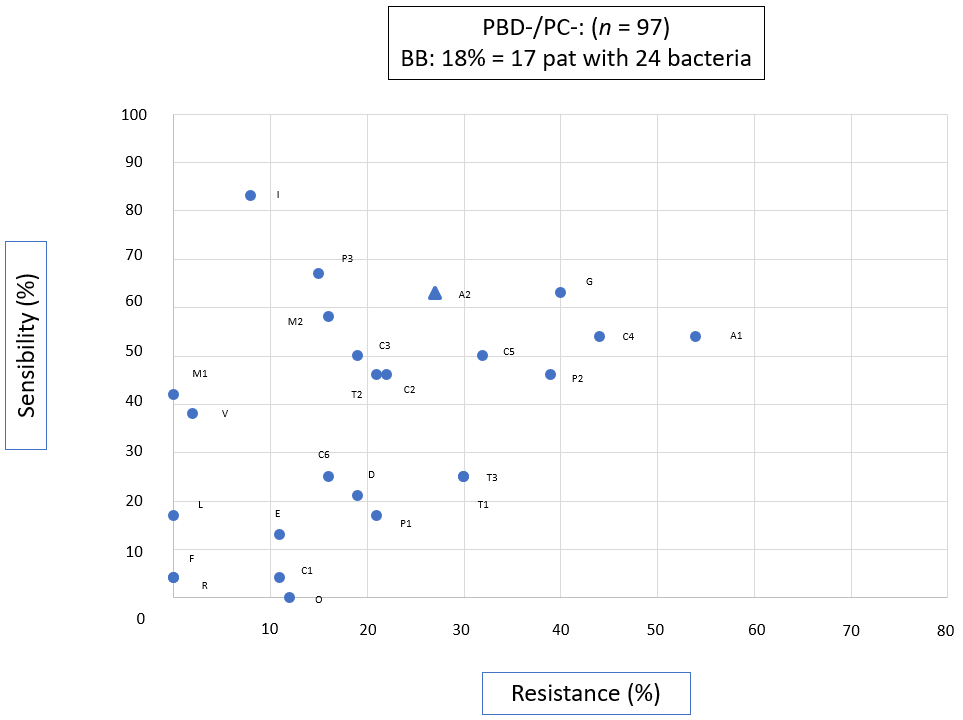 PBD-/PC-: (n = 97)
BB: 18% = 17 pat with 24 bacteria
100
90
I
80
70
P3
G
A2
60
M2
C4
A1
C3
50
C5
M1
P2
T2
C2
40
V
30
C6
D
T3
20
L
T1
E
P1
10
F
C1
R
O
0
10
20
30
40
50
60
70
80
Sensibility (%)
Resistance (%)